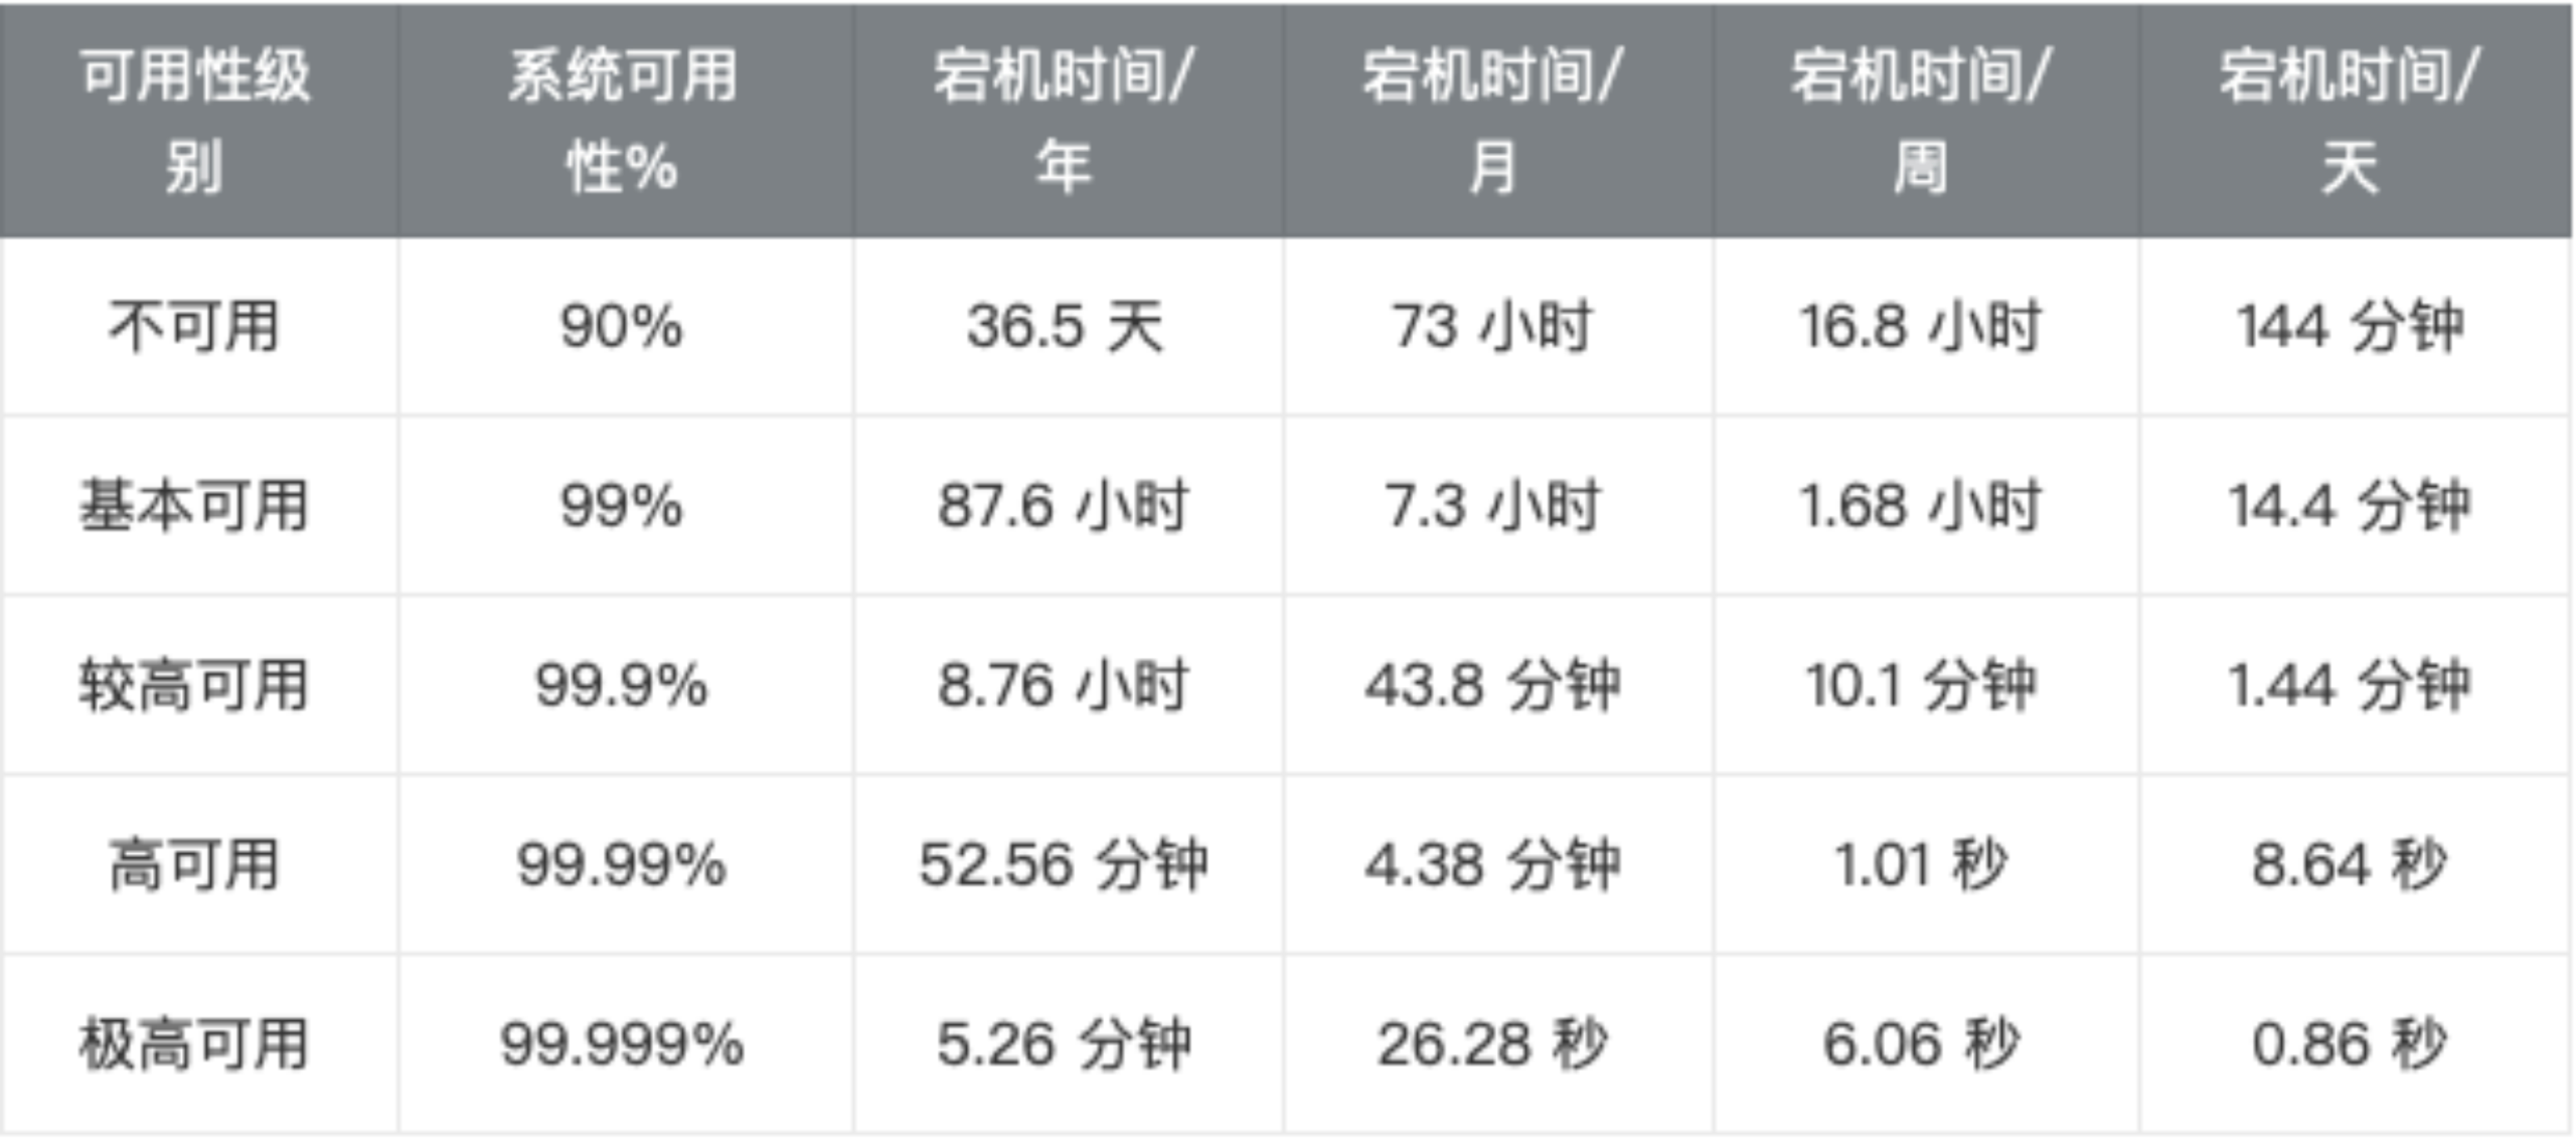 可用性级别 系统可用性% 宕机时间/年 宕机时间/月 宕机时间/周 宕机时间/天
不可用 90% 36.5 天 73 小时 16.8 小时 144 分钟
基本可用 99% 87.6 小时 7.3 小时 1.68 小时 14.4 分钟
较高可用 99.9% 8.76 小时 43.8 分钟 10.1 分钟 1.44 分钟
高可用 99.99% 52.56 分钟 4.38 分钟 1.01 秒 8.64 秒
极高可用 99.999% 5.26 分钟 26.28 秒 6.06 秒 0.86 秒